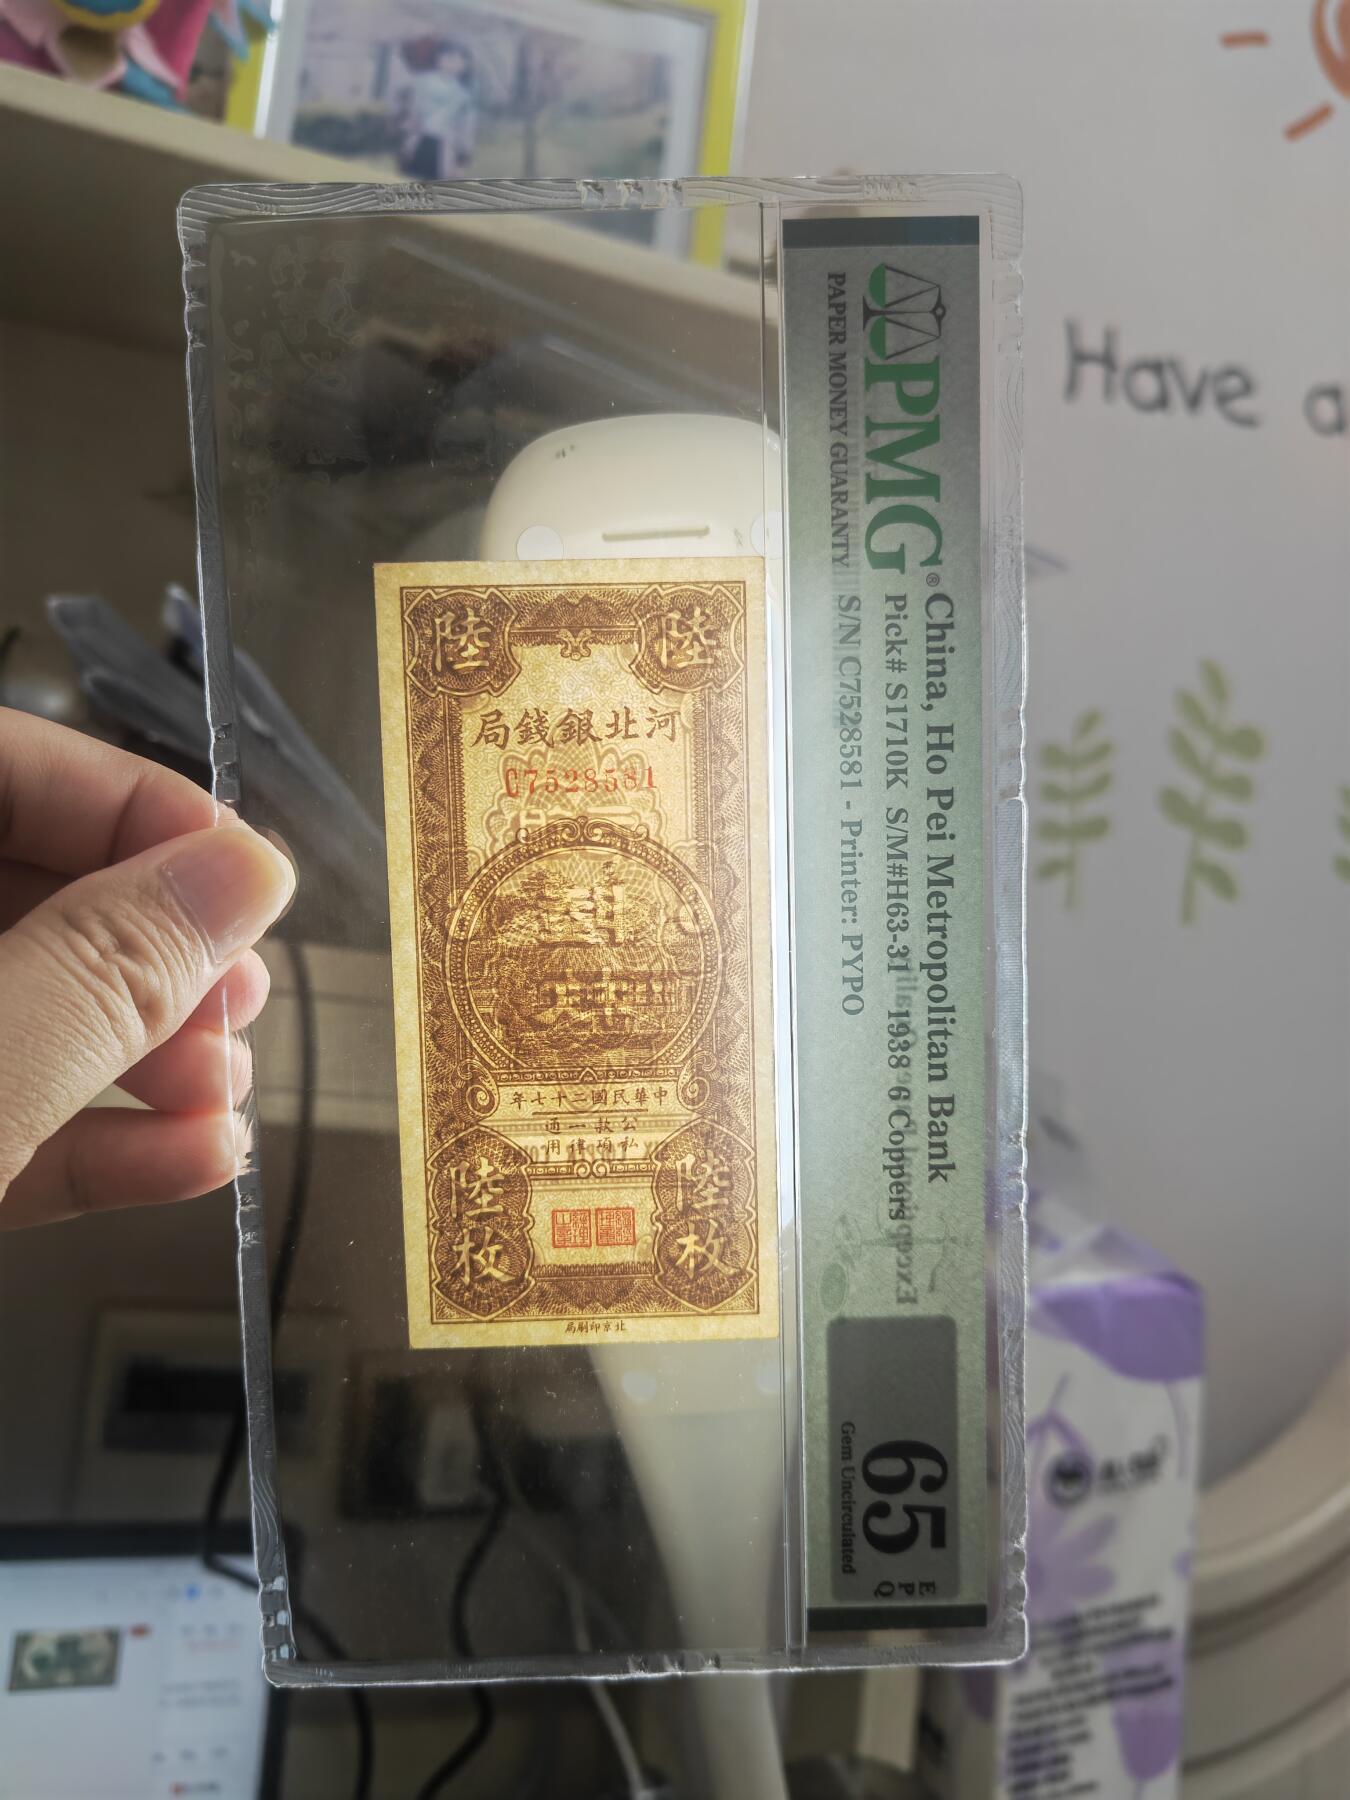 Have a
PMG®
PAPER MONEY GUARANTY
China, Ho Pei Metropolitan Bank
Pick# S1710K S/M#H63-31 1938 6 Coppers
S/N C7528581 - Printer: PYPO
65 EPQ
Gem Uncirculated
陸 陸
河北銀錢局
C7528581
中華民國二十七年
公私款項一律通用
陸枚 陸枚
北京印刷局